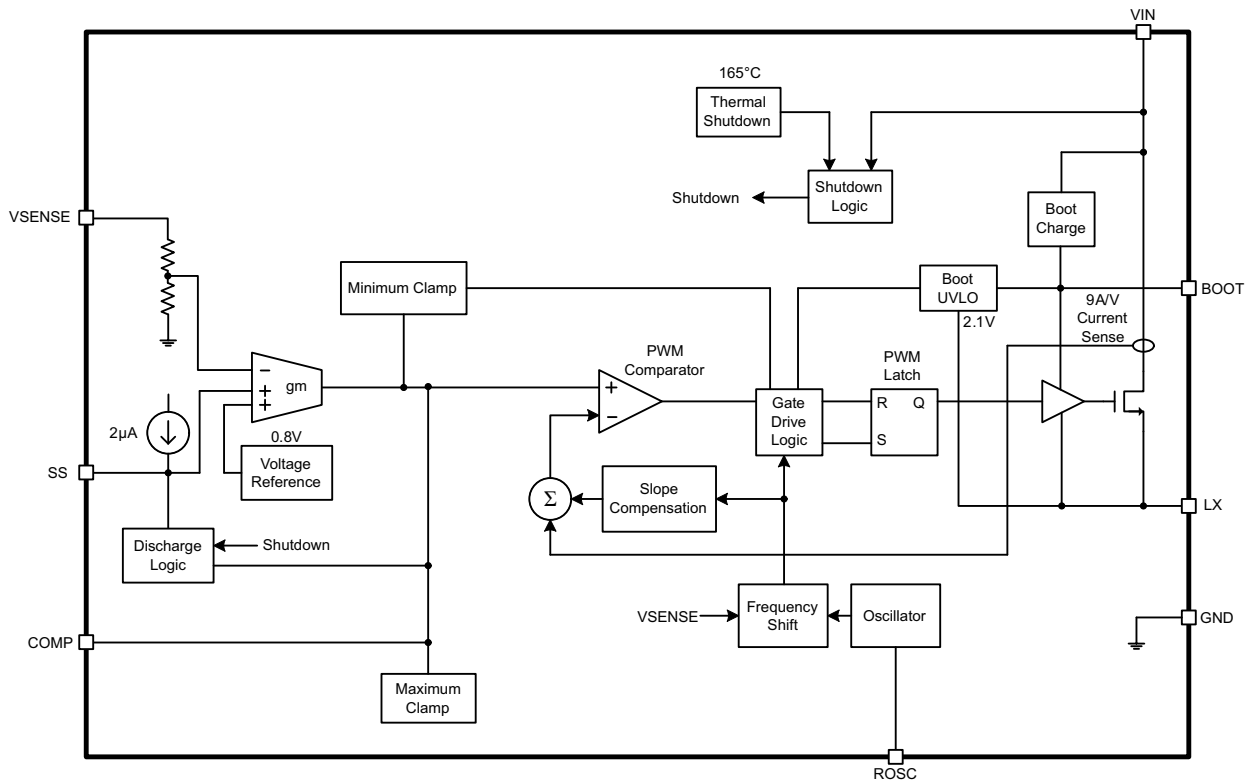 VIN
165°C
Thermal
Shutdown
Shutdown
Shutdown
Logic
Boot
Charge
VSENSE
Minimum Clamp
Boot
UVLO
2.1V
BOOT
9A/V
Current
Sense
PWM
Comparator
PWM
Latch
−
+
+
gm
+
−
Gate
Drive
Logic
R
Q
S
2µA
0.8V
Voltage
Reference
SS
Σ
Slope
Compensation
LX
Discharge
Logic
Shutdown
VSENSE
Frequency
Shift
Oscillator
GND
COMP
Maximum
Clamp
ROSC